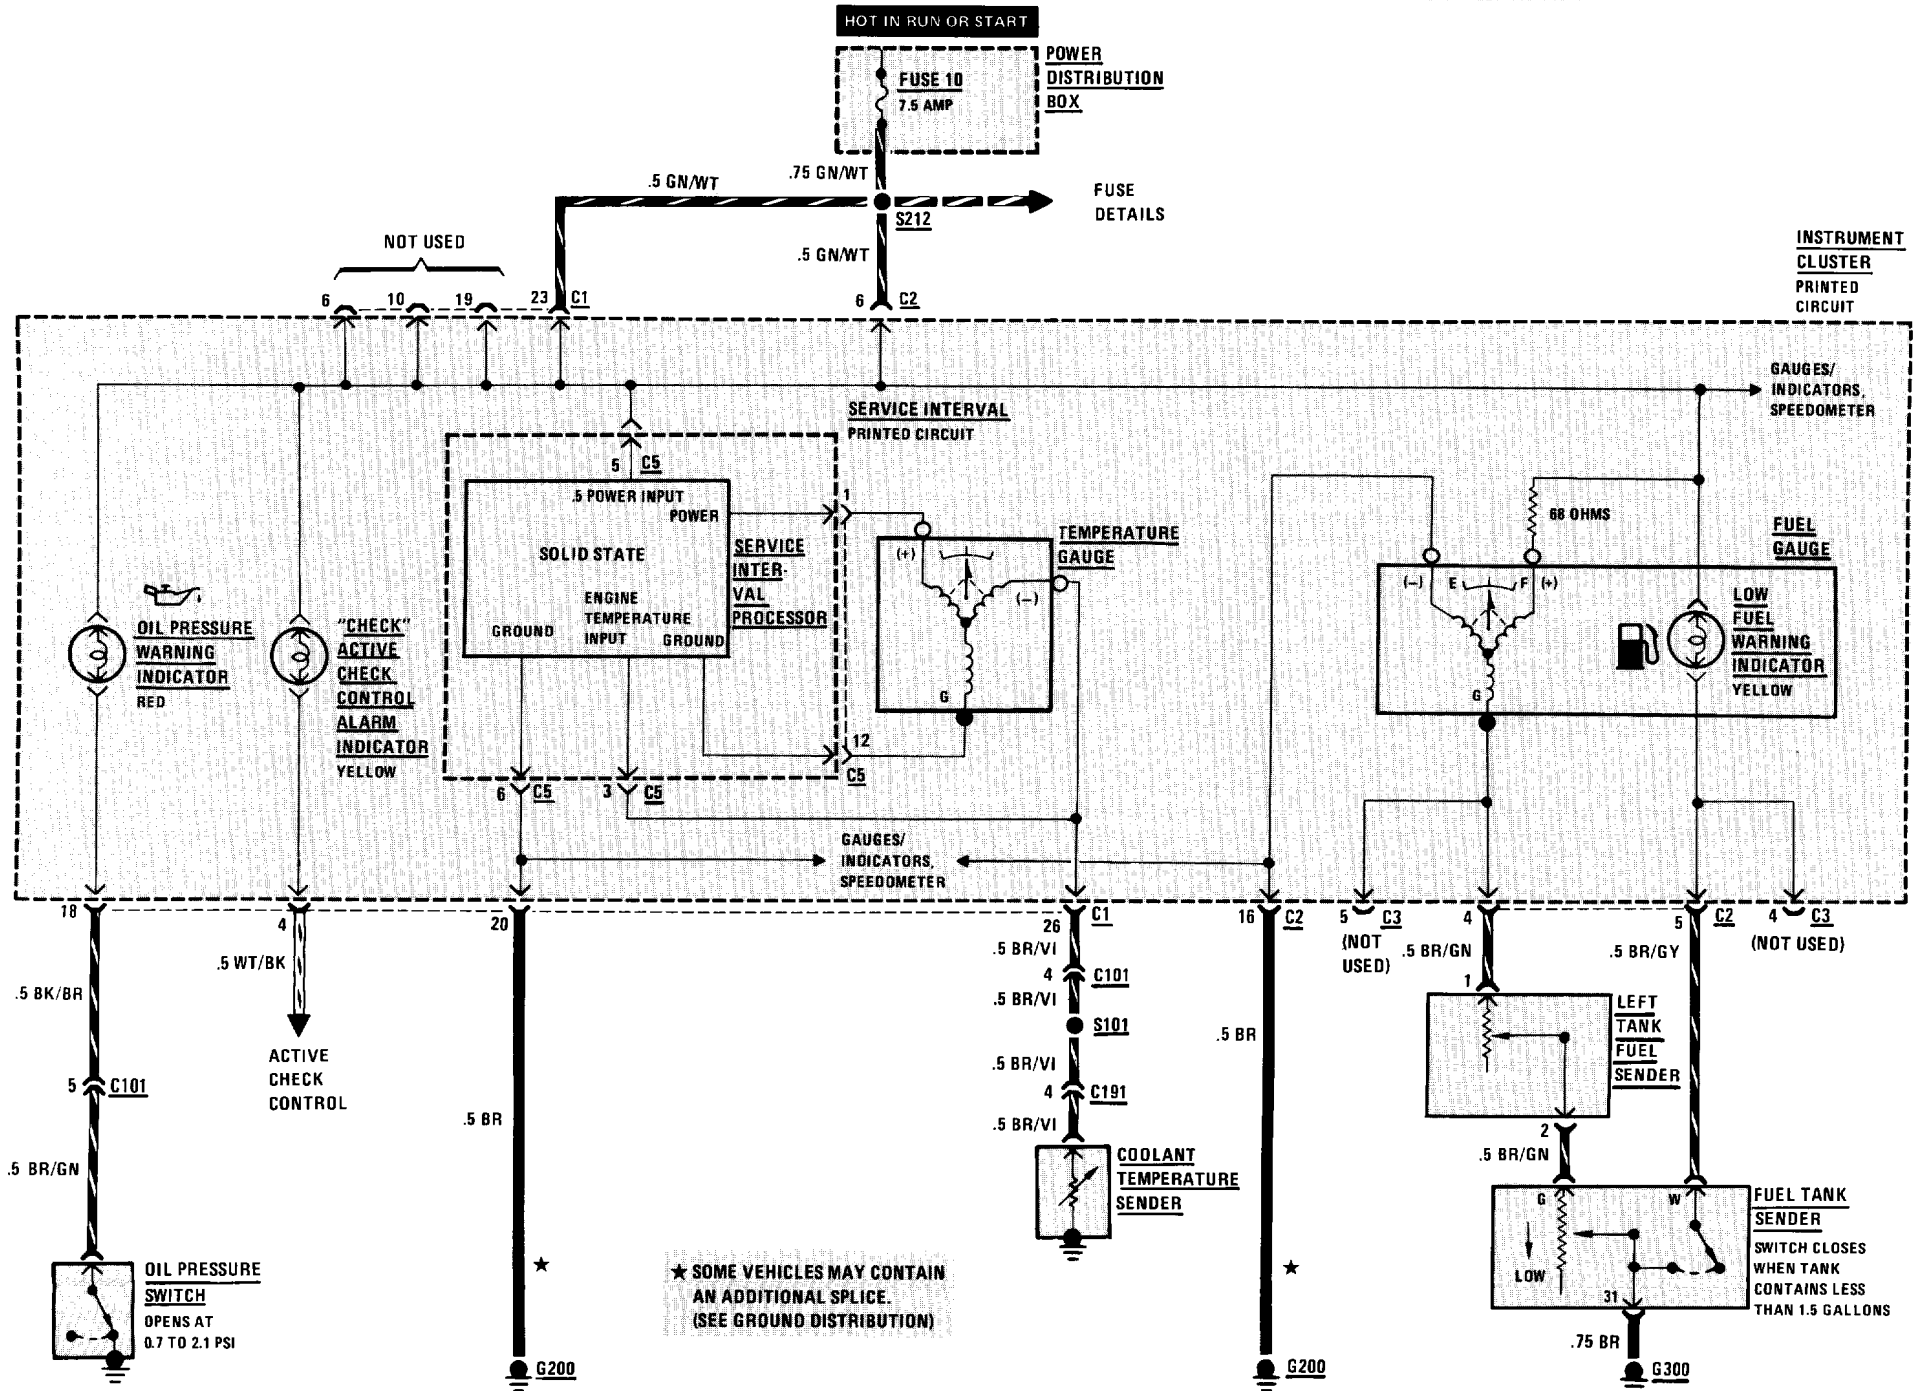 HOT IN RUN OR START
POWER
DISTRIBUTION
BOX
FUSE 10
7.5 AMP
.75 GN/WT
.5 GN/WT
S212
FUSE
DETAILS
.5 GN/WT
NOT USED
6
10
19
23
C1
6
C2
INSTRUMENT
CLUSTER
PRINTED
CIRCUIT
GAUGES/
INDICATORS,
SPEEDOMETER
SERVICE INTERVAL
PRINTED CIRCUIT
5
C5
.5 POWER INPUT
POWER
SOLID STATE
ENGINE
TEMPERATURE
INPUT
GROUND
GROUND
SERVICE
INTER-
VAL
PROCESSOR
1
(+)
(−)
G
TEMPERATURE
GAUGE
12
C5
6
C5
3
C5
OIL PRESSURE
WARNING
INDICATOR
RED
"CHECK"
ACTIVE
CHECK
CONTROL
ALARM
INDICATOR
YELLOW
68 OHMS
FUEL
GAUGE
(−)
E
F
(+)
G
LOW
FUEL
WARNING
INDICATOR
YELLOW
GAUGES/
INDICATORS,
SPEEDOMETER
18
4
20
26
C1
16
C2
5
C3
(NOT
USED)
4
5
C2
4
C3
(NOT USED)
.5 BK/BR
5
C101
.5 BR/GN
OIL PRESSURE
SWITCH
OPENS AT
0.7 TO 2.1 PSI
.5 WT/BK
ACTIVE
CHECK
CONTROL
.5 BR
★
G200
★ SOME VEHICLES MAY CONTAIN
AN ADDITIONAL SPLICE.
(SEE GROUND DISTRIBUTION)
.5 BR/VI
4
C101
.5 BR/VI
S101
.5 BR/VI
4
C191
.5 BR/VI
COOLANT
TEMPERATURE
SENDER
.5 BR
★
G200
.5 BR/GN
1
LEFT
TANK
FUEL
SENDER
2
.5 BR/GN
.5 BR/GY
G
W
LOW
31
FUEL TANK
SENDER
SWITCH CLOSES
WHEN TANK
CONTAINS LESS
THAN 1.5 GALLONS
.75 BR
G300